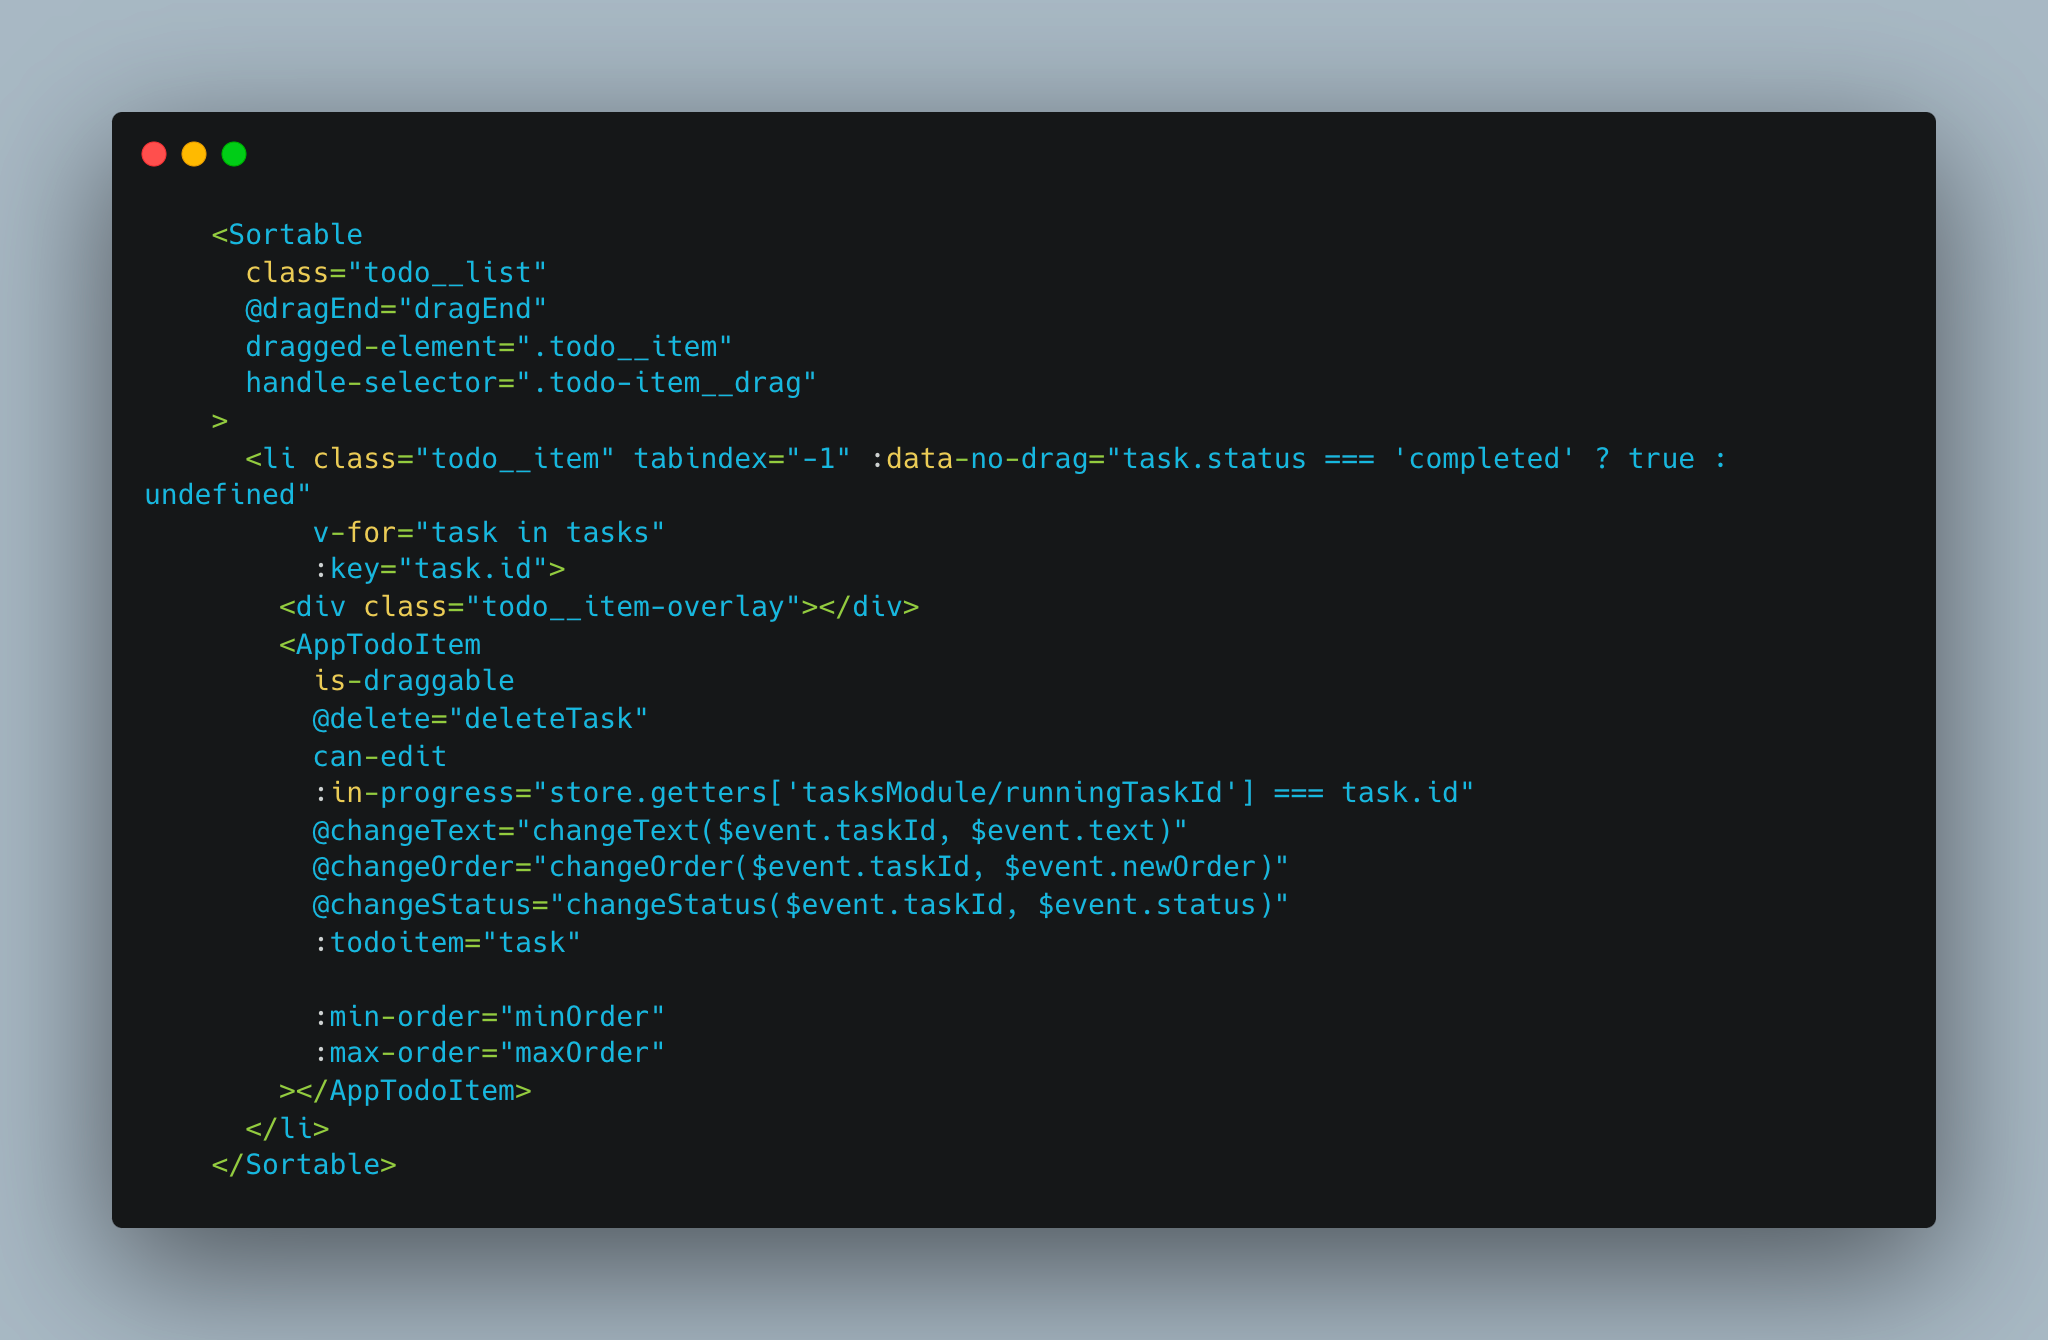 <Sortable
class="todo__list"
@dragEnd="dragEnd"
dragged-element=".todo__item"
handle-selector=".todo-item__drag"
>
<li class="todo__item" tabindex="-1" :data-no-drag="task.status === 'completed' ? true :
undefined"
v-for="task in tasks"
:key="task.id">
<div class="todo__item-overlay"></div>
<AppTodoItem
is-draggable
@delete="deleteTask"
can-edit
:in-progress="store.getters['tasksModule/runningTaskId'] === task.id"
@changeText="changeText($event.taskId, $event.text)"
@changeOrder="changeOrder($event.taskId, $event.newOrder)"
@changeStatus="changeStatus($event.taskId, $event.status)"
:todoitem="task"
:min-order="minOrder"
:max-order="maxOrder"
></AppTodoItem>
</li>
</Sortable>